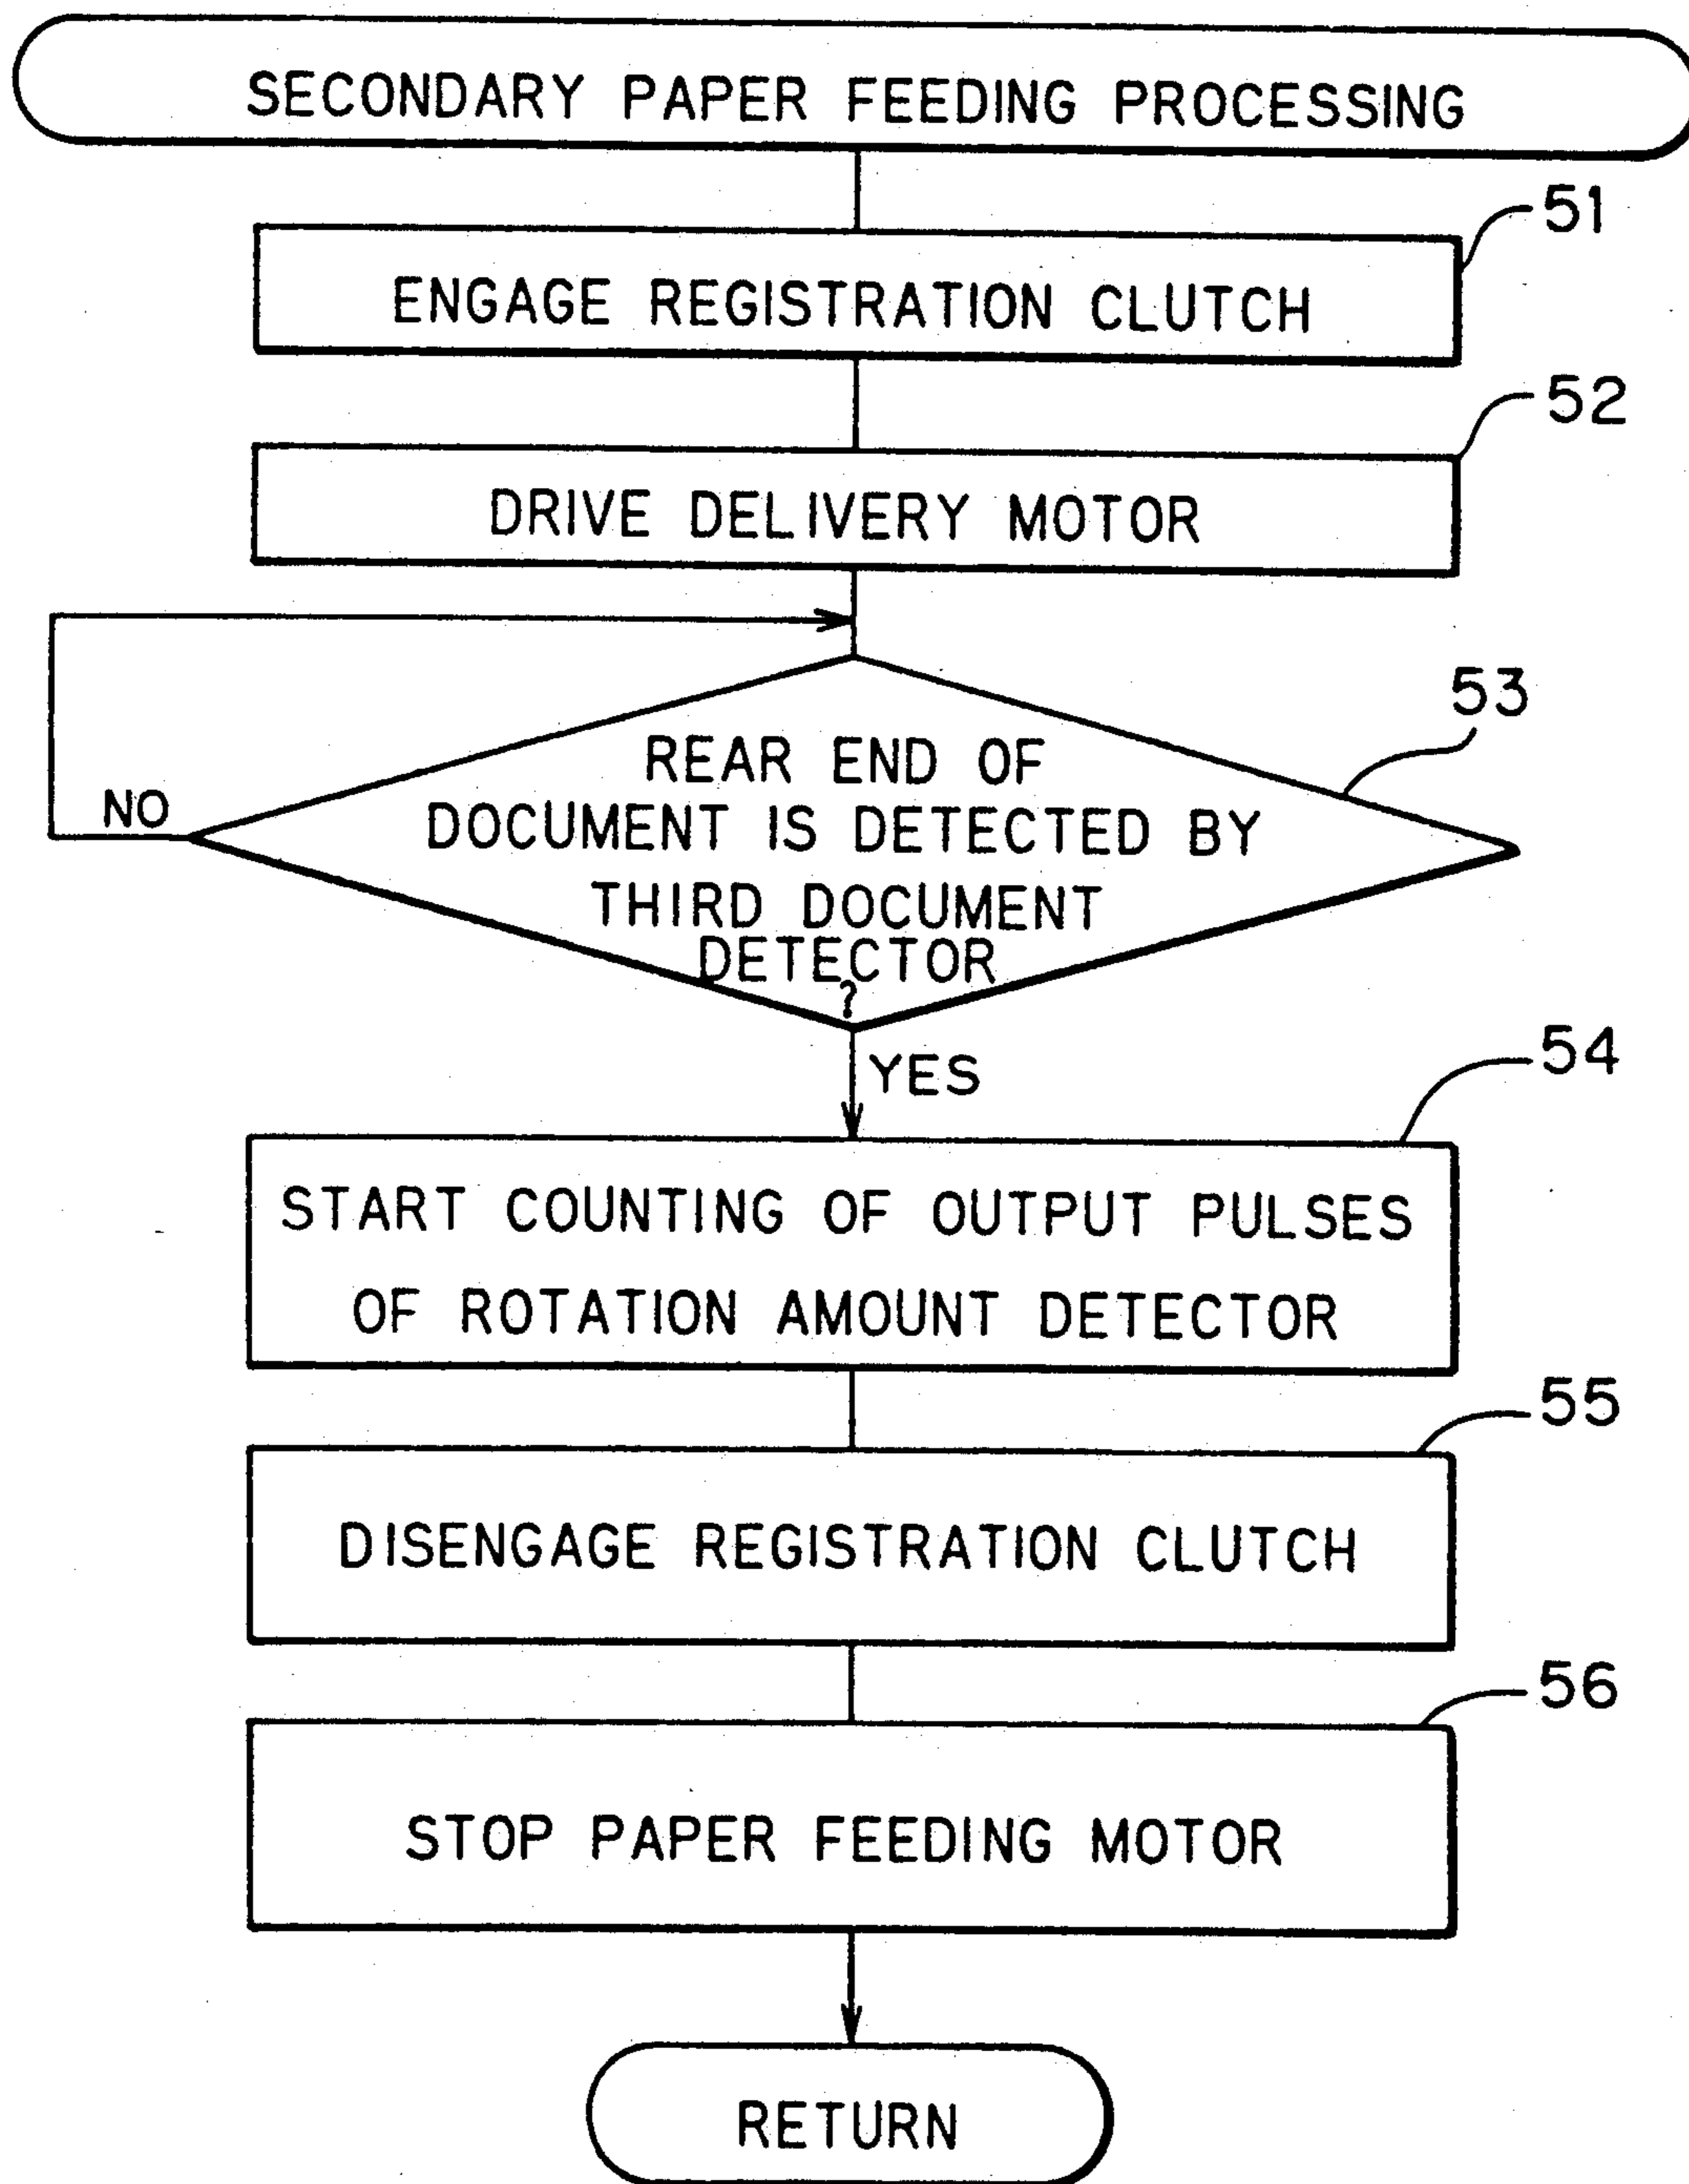 SECONDARY PAPER FEEDING PROCESSING
51
ENGAGE REGISTRATION CLUTCH
52
DRIVE DELIVERY MOTOR
53
REAR END OF
DOCUMENT IS DETECTED BY
THIRD DOCUMENT
DETECTOR
?
NO
YES
54
START COUNTING OF OUTPUT PULSES
OF ROTATION AMOUNT DETECTOR
55
DISENGAGE REGISTRATION CLUTCH
56
STOP PAPER FEEDING MOTOR
RETURN